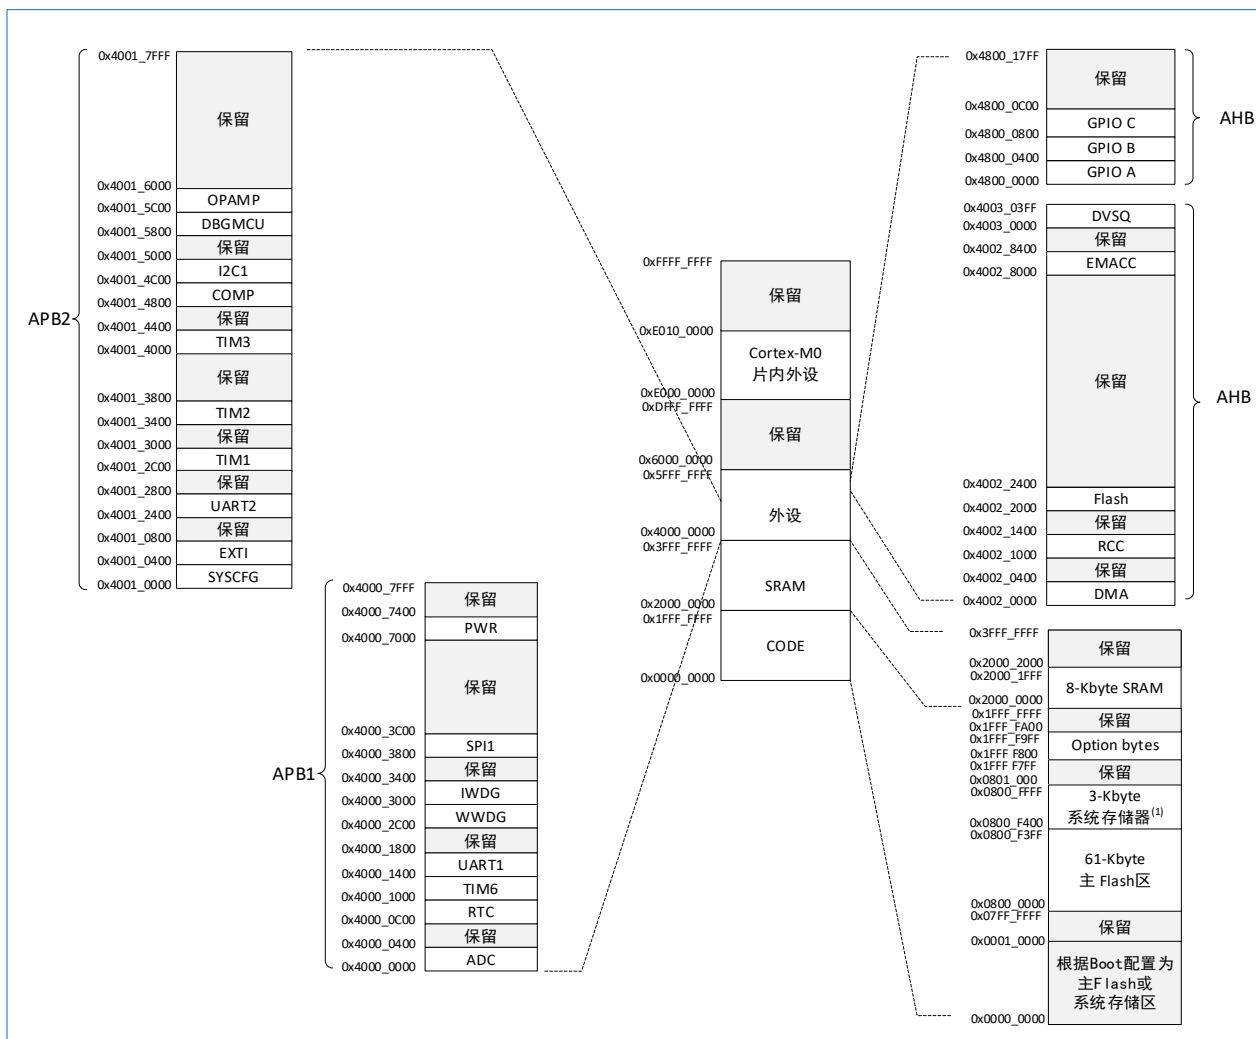 0x4001_7FFF
保留
0x4001_6000
OPAMP
0x4001_5C00
DBGMCU
0x4001_5800
保留
0x4001_5000
I2C1
0x4001_4C00
COMP
0x4001_4800
保留
0x4001_4400
TIM3
0x4001_4000
保留
0x4001_3800
TIM2
0x4001_3400
保留
0x4001_3000
TIM1
0x4001_2C00
保留
0x4001_2800
UART2
0x4001_2400
保留
0x4001_0800
EXTI
0x4001_0400
SYSCFG
0x4001_0000
APB2
0x4000_7FFF
保留
0x4000_7400
PWR
0x4000_7000
保留
0x4000_3C00
SPI1
0x4000_3800
保留
0x4000_3400
IWDG
0x4000_3000
WWDG
0x4000_2C00
保留
0x4000_1800
UART1
0x4000_1400
TIM6
0x4000_1000
RTC
0x4000_0C00
保留
0x4000_0400
ADC
0x4000_0000
APB1
0xFFFF_FFFF
保留
0xE010_0000
Cortex-M0
片内外设
0xE000_0000
0xDFFF_FFFF
保留
0x6000_0000
0x5FFF_FFFF
外设
0x4000_0000
0x3FFF_FFFF
SRAM
0x2000_0000
0x1FFF_FFFF
CODE
0x0000_0000
0x4800_17FF
保留
0x4800_0C00
GPIO C
0x4800_0800
GPIO B
0x4800_0400
GPIO A
0x4800_0000
AHB
0x4003_03FF
DVSQ
0x4003_0000
保留
0x4002_8400
EMACC
0x4002_8000
保留
0x4002_2400
Flash
0x4002_2000
保留
0x4002_1400
RCC
0x4002_1000
保留
0x4002_0400
DMA
0x4002_0000
AHB
0x3FFF_FFFF
保留
0x2000_2000
0x2000_1FFF
8-Kbyte SRAM
0x2000_0000
0x1FFF_FFFF
保留
0x1FFF_FA00
0x1FFF_F9FF
Option bytes
0x1FFF F800
0x1FFF F7FF
保留
0x0801_000
0x0800_FFFF
3-Kbyte
系统存储器(1)
0x0800_F400
0x0800_F3FF
61-Kbyte
主 Flash区
0x0800_0000
0x07FF_FFFF
保留
0x0001_0000
根据Boot配置为
主Flash或
系统存储区
0x0000_0000